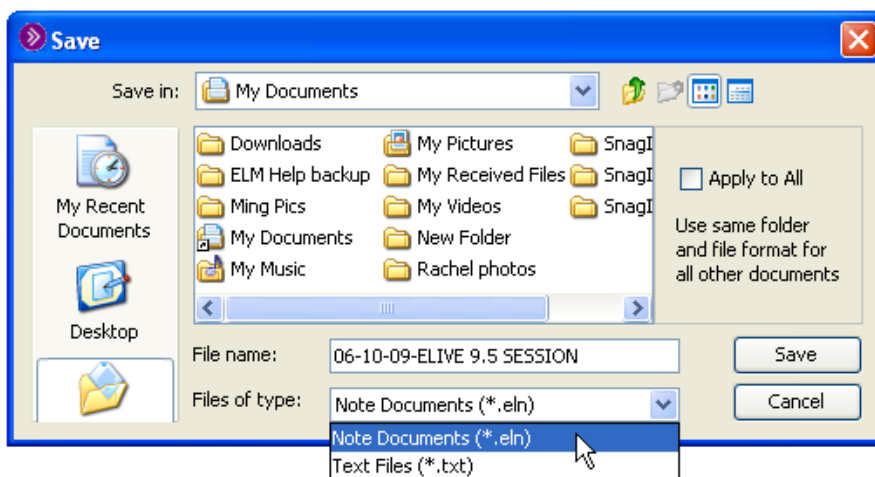 Save
Save in: My Documents
My Recent
Documents
Desktop
Downloads My Pictures SnagI
ELM Help backup My Received Files SnagI
Ming Pics My Videos SnagI
My Documents New Folder
My Music Rachel photos
Apply to All
Use same folder
and file format for
all other documents
File name: 06-10-09-ELIVE 9.5 SESSION Save
Files of type: Note Documents (*.eln) Cancel
Note Documents (*.eln)
Text Files (*.txt)